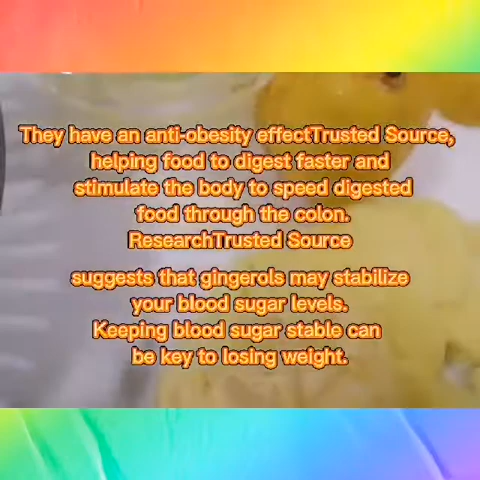 They have an anti-obesity effectTrusted Source,
helping food to digest faster and
stimulate the body to speed digested
food through the colon.
ResearchTrusted Source
suggests that gingerols may stabilize
your blood sugar levels.
Keeping blood sugar stable can
be key to losing weight.